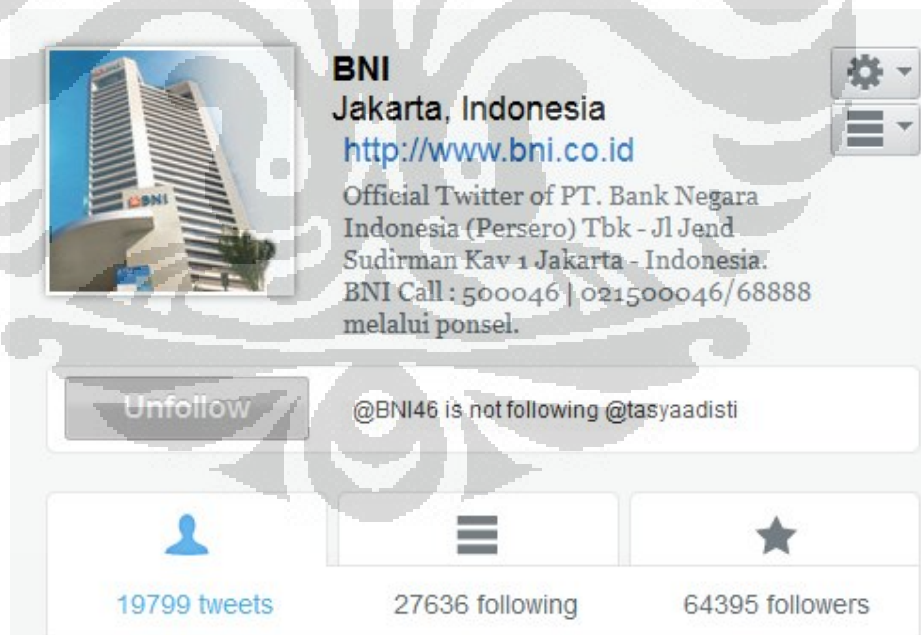 BNI
Jakarta, Indonesia
http://www.bni.co.id
Official Twitter of PT. Bank Negara
Indonesia (Persero) Tbk - Jl Jend
Sudirman Kav 1 Jakarta - Indonesia.
BNI Call : 500046 | 021500046/68888
melalui ponsel.
BNI
Unfollow
@BNI46 is not following @tasyaadisti
19799 tweets
27636 following
64395 followers